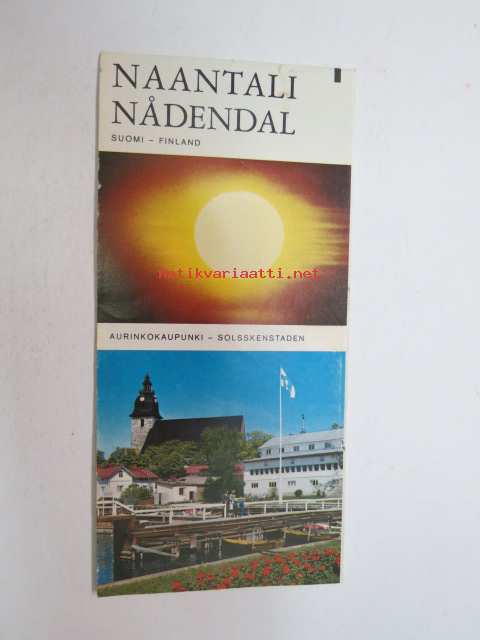 NAANTALI
NÅDENDAL
SUOMI – FINLAND
antikvariaatti.net
AURINKOKAUPUNKI – SOLSSKENSTADEN